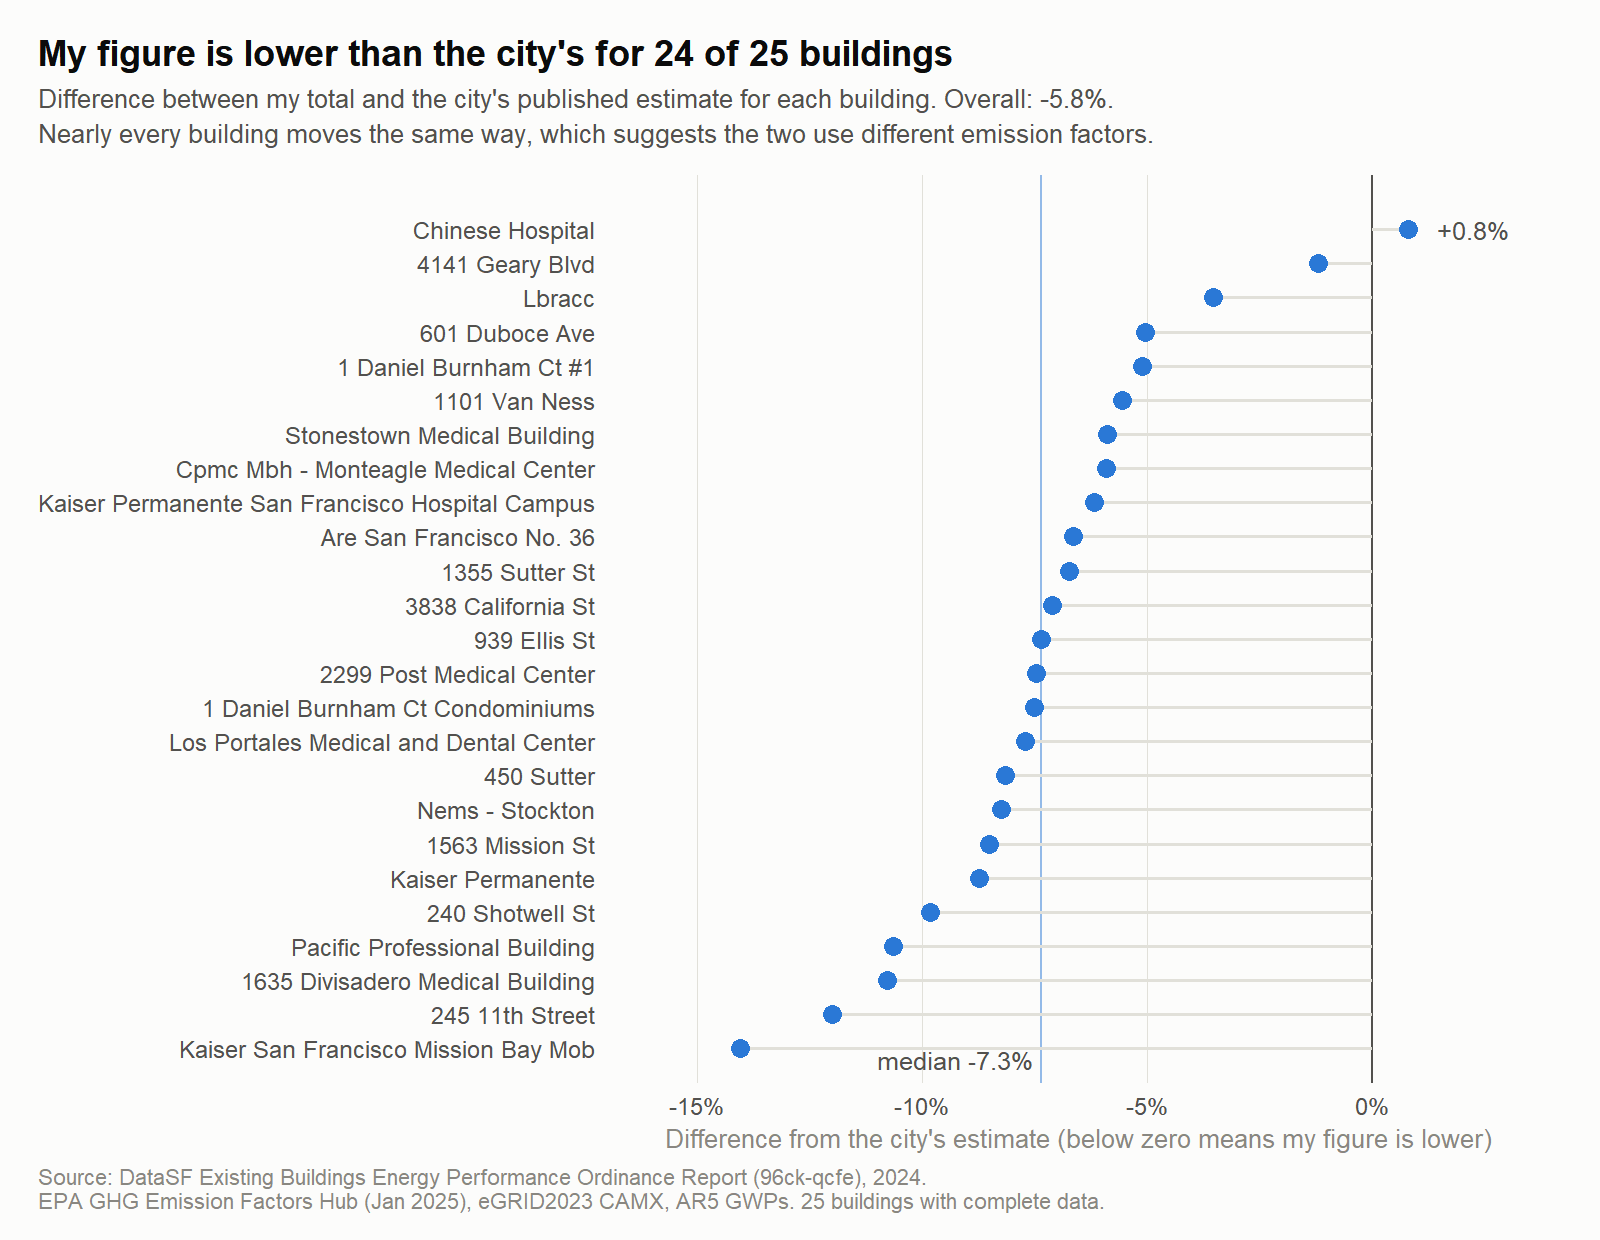 My figure is lower than the city's for 24 of 25 buildings
Difference between my total and the city's published estimate for each building. Overall: -5.8%.
Nearly every building moves the same way, which suggests the two use different emission factors.
Chinese Hospital
+0.8%
4141 Geary Blvd
Lbracc
601 Duboce Ave
1 Daniel Burnham Ct #1
1101 Van Ness
Stonestown Medical Building
Cpmc Mbh - Monteagle Medical Center
Kaiser Permanente San Francisco Hospital Campus
Are San Francisco No. 36
1355 Sutter St
3838 California St
939 Ellis St
2299 Post Medical Center
1 Daniel Burnham Ct Condominiums
Los Portales Medical and Dental Center
450 Sutter
Nems - Stockton
1563 Mission St
Kaiser Permanente
240 Shotwell St
Pacific Professional Building
1635 Divisadero Medical Building
245 11th Street
Kaiser San Francisco Mission Bay Mob
median -7.3%
-15% -10% -5% 0%
Difference from the city's estimate (below zero means my figure is lower)
Source: DataSF Existing Buildings Energy Performance Ordinance Report (96ck-qcfe), 2024.
EPA GHG Emission Factors Hub (Jan 2025), eGRID2023 CAMX, AR5 GWPs. 25 buildings with complete data.